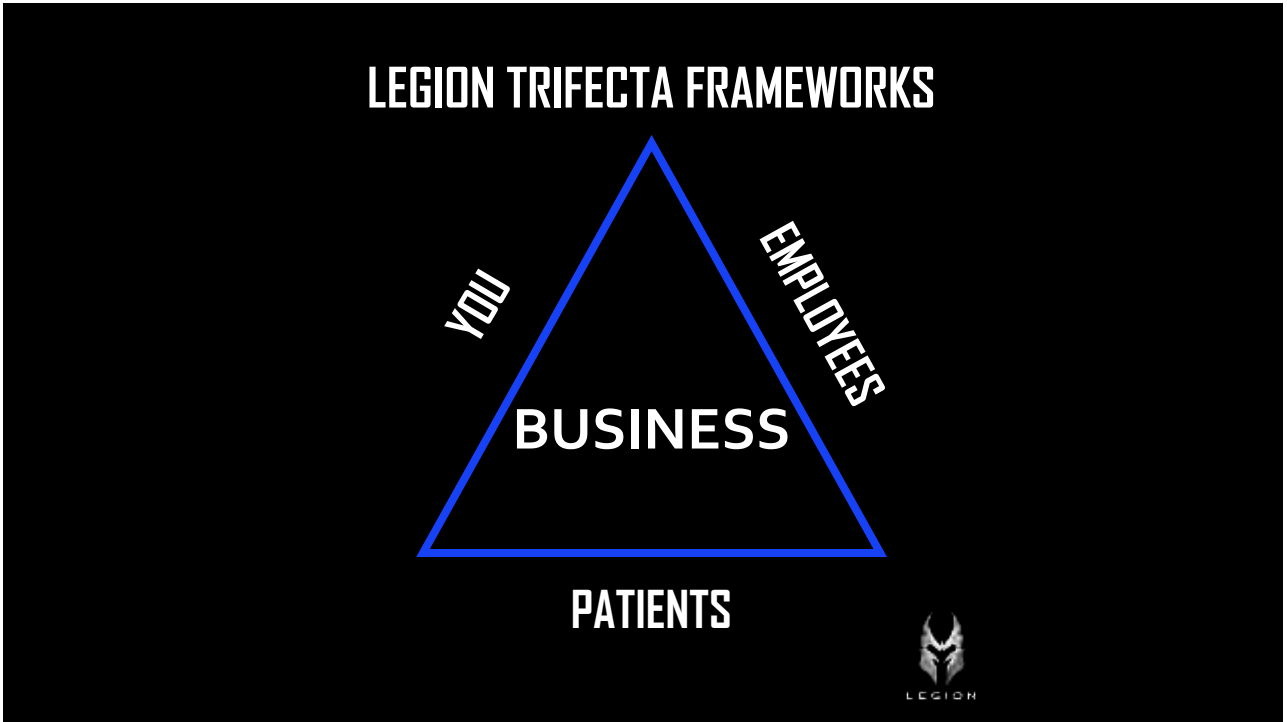 LEGION TRIFECTA FRAMEWORKS
YOU
EMPLOYEES
BUSINESS
PATIENTS
LEGION